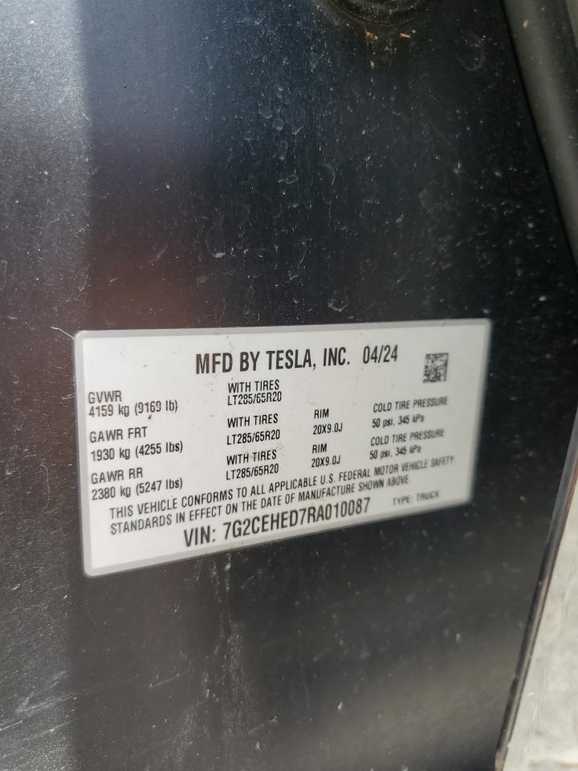 MFD BY TESLA, INC. 04/24
GVWR WITH TIRES
4159 kg (9169 lb) LT285/65R20
GAWR FRT WITH TIRES RIM COLD TIRE PRESSURE
1930 kg (4255 lbs) LT285/65R20 20X9.0J 50 psi, 345 kPa
GAWR RR WITH TIRES RIM COLD TIRE PRESSURE
2380 kg (5247 lbs) LT285/65R20 20X9.0J 50 psi, 345 kPa
THIS VEHICLE CONFORMS TO ALL APPLICABLE U.S. FEDERAL MOTOR VEHICLE SAFETY
STANDARDS IN EFFECT ON THE DATE OF MANUFACTURE SHOWN ABOVE
VIN: 7G2CEHED7RA010087 TYPE: TRUCK